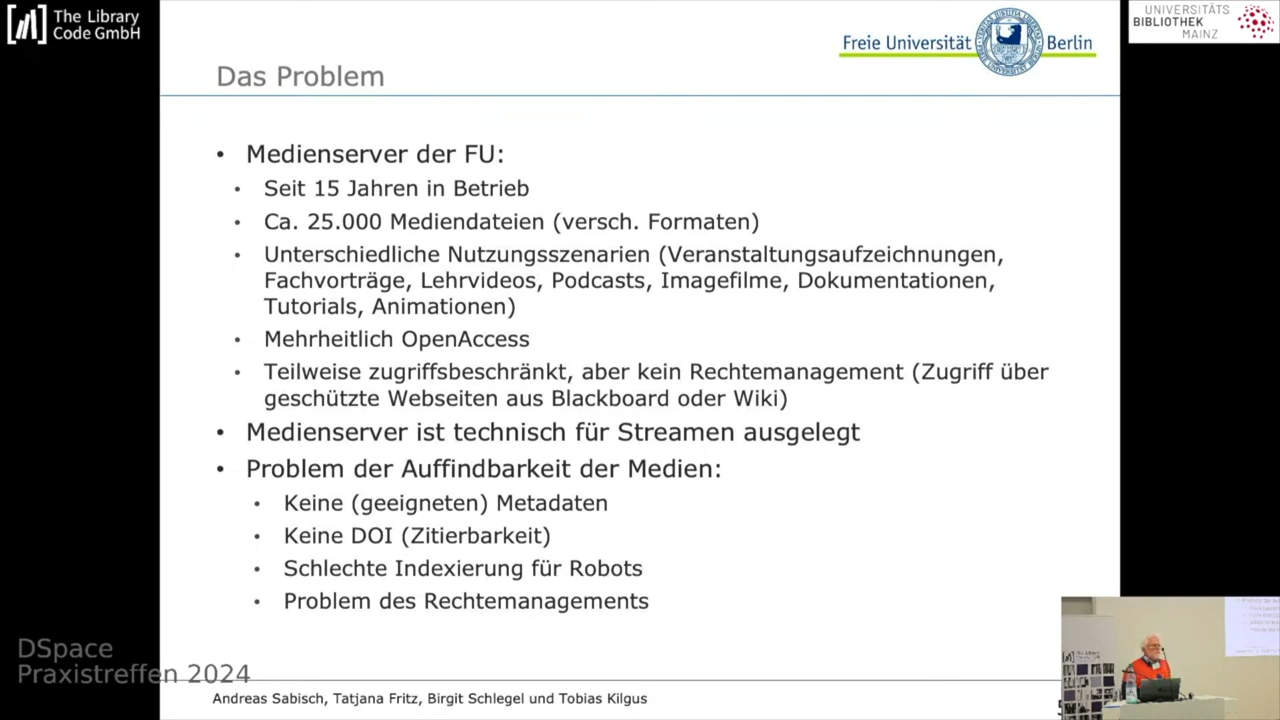 The Library
Code GmbH
Freie Universität Berlin
UNIVERSITÄTS
BIBLIOTHEK
MAINZ
Das Problem
• Medienserver der FU:
• Seit 15 Jahren in Betrieb
• Ca. 25.000 Mediendateien (versch. Formaten)
• Unterschiedliche Nutzungsszenarien (Veranstaltungsaufzeichnungen,
Fachvorträge, Lehrvideos, Podcasts, Imagefilme, Dokumentationen,
Tutorials, Animationen)
• Mehrheitlich OpenAccess
• Teilweise zugriffsbeschränkt, aber kein Rechtemanagement (Zugriff über
geschützte Webseiten aus Blackboard oder Wiki)
• Medienserver ist technisch für Streamen ausgelegt
• Problem der Auffindbarkeit der Medien:
• Keine (geeigneten) Metadaten
• Keine DOI (Zitierbarkeit)
• Schlechte Indexierung für Robots
• Problem des Rechtemanagements
DSpace
Praxistreffen 2024
Andreas Sabisch, Tatjana Fritz, Birgit Schlegel und Tobias Kilgus